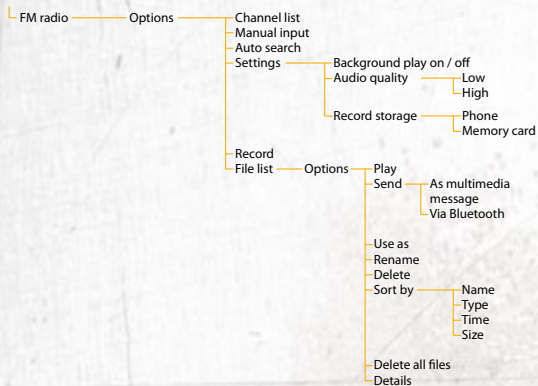 FM radio Options Channel list
Manual input
Auto search
Settings Background play on / off
Audio quality Low
High
Record storage Phone
Memory card
Record
File list Options Play
Send As multimedia
message
Via Bluetooth
Use as
Rename
Delete
Sort by Name
Type
Time
Size
Delete all files
Details